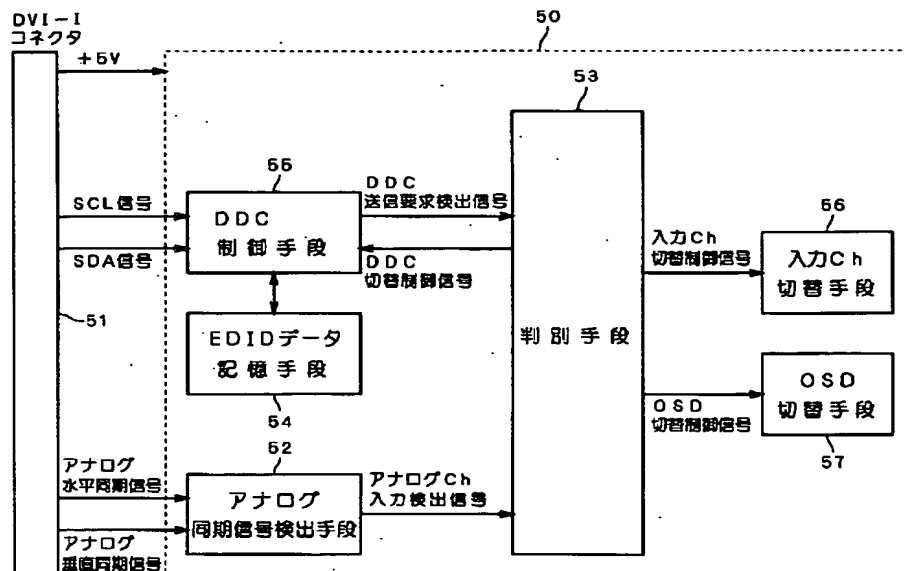 DVI-I
コネクタ
+5V
50
53
55
DDC
制御手段
SCL信号
SDA信号
DDC
送信要求検出信号
DDC
切替制御信号
51
EDIDデータ
記憶手段
54
判別手段
入力Ch
切替制御信号
56
入力Ch
切替手段
OSD
切替制御信号
OSD
切替手段
57
52
アナログ
水平同期信号
アナログ
垂直同期信号
アナログ
同期信号検出手段
アナログCh
入力検出信号